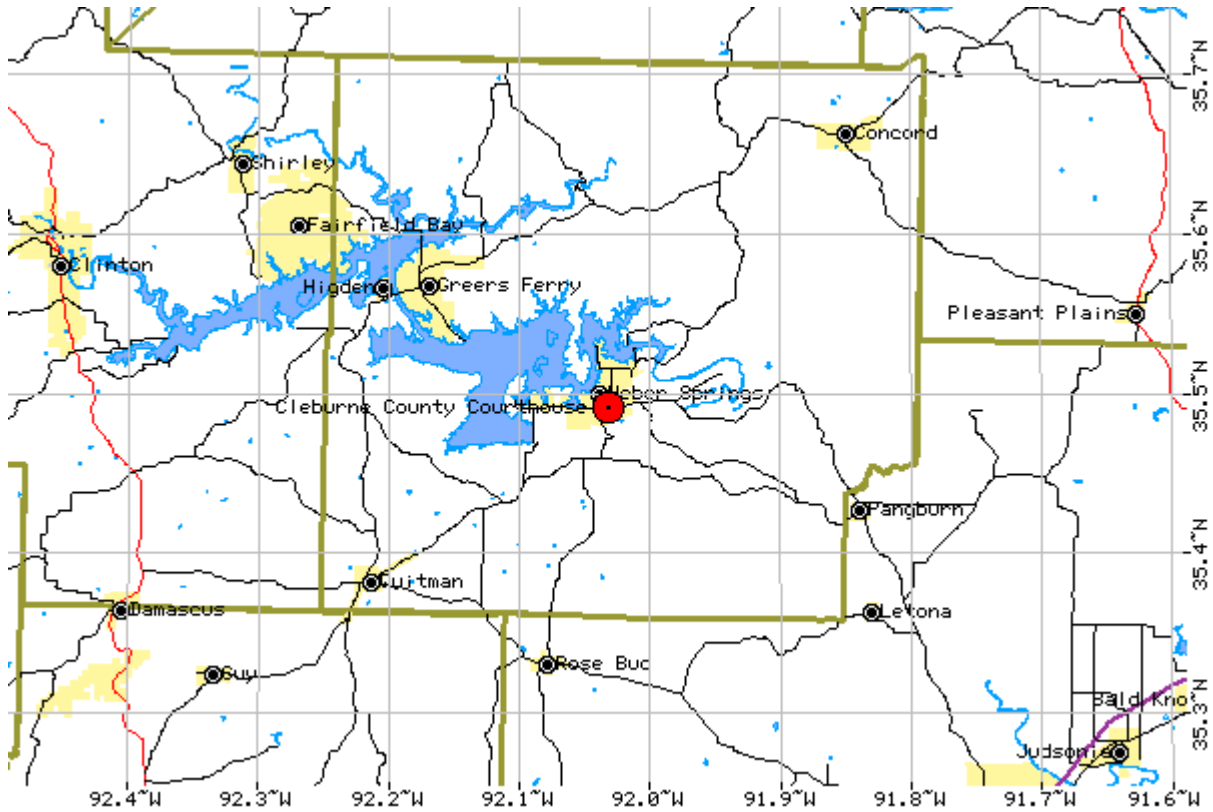 35.7°N
Concord
Shirley
Fairfield Bay
35.6°N
Clinton
Higden
Greers Ferry
Pleasant Plains
Heber Springs
35.5°N
Cleburne County Courthouse
Pangburn
35.4°N
Quitman
Damascus
Letona
Rose Bud
Guy
Bald Kno
35.3°N
Judsonia
92.4°W 92.3°W 92.2°W 92.1°W 92.0°W 91.9°W 91.8°W 91.7°W 91.6°W